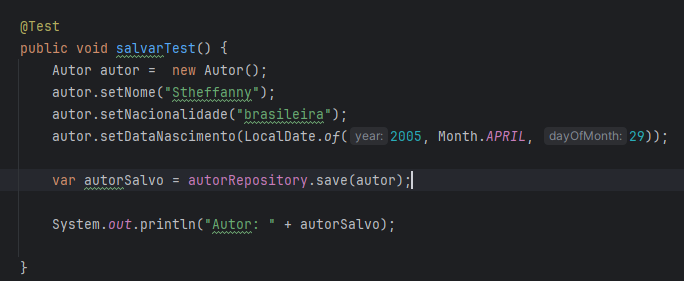 @Test
public void salvarTest() {
Autor autor =  new Autor();
autor.setNome("Stheffanny");
autor.setNacionalidade("brasileira");
autor.setDataNascimento(LocalDate.of( year: 2005, Month.APRIL, dayOfMonth: 29));
var autorSalvo = autorRepository.save(autor);
System.out.println("Autor: " + autorSalvo);
}